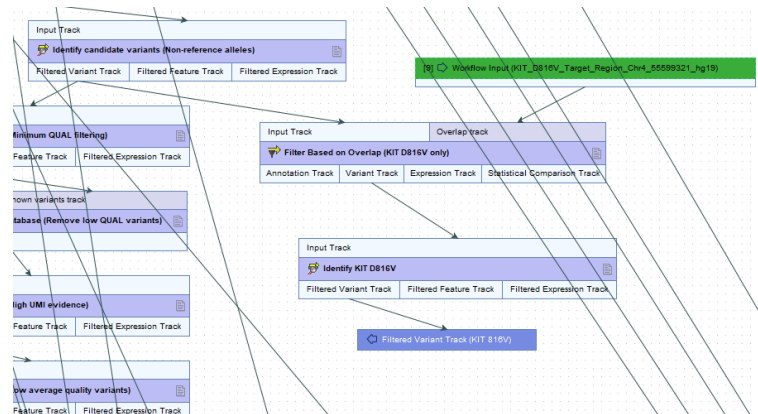 Input Track
Identify candidate variants (Non-reference alleles)
Filtered Variant Track Filtered Feature Track Filtered Expression Track
[9] Workflow Input (KIT_D816V_Target_Region_Chr4_55599321_hg19)
Minimum QUAL filtering)
Feature Track Filtered Expression Track
Input Track Overlap track
Filter Based on Overlap (KIT D816V only)
Annotation Track Variant Track Expression Track Statistical Comparison Track
nown variants track
tabase (Remove low QUAL variants)
Input Track
Identify KIT D816V
Filtered Variant Track Filtered Feature Track Filtered Expression Track
igh UMI evidence)
Feature Track Filtered Expression Track
Filtered Variant Track (KIT 816V)
ow average quality variants)
Feature Track Filtered Expression Track